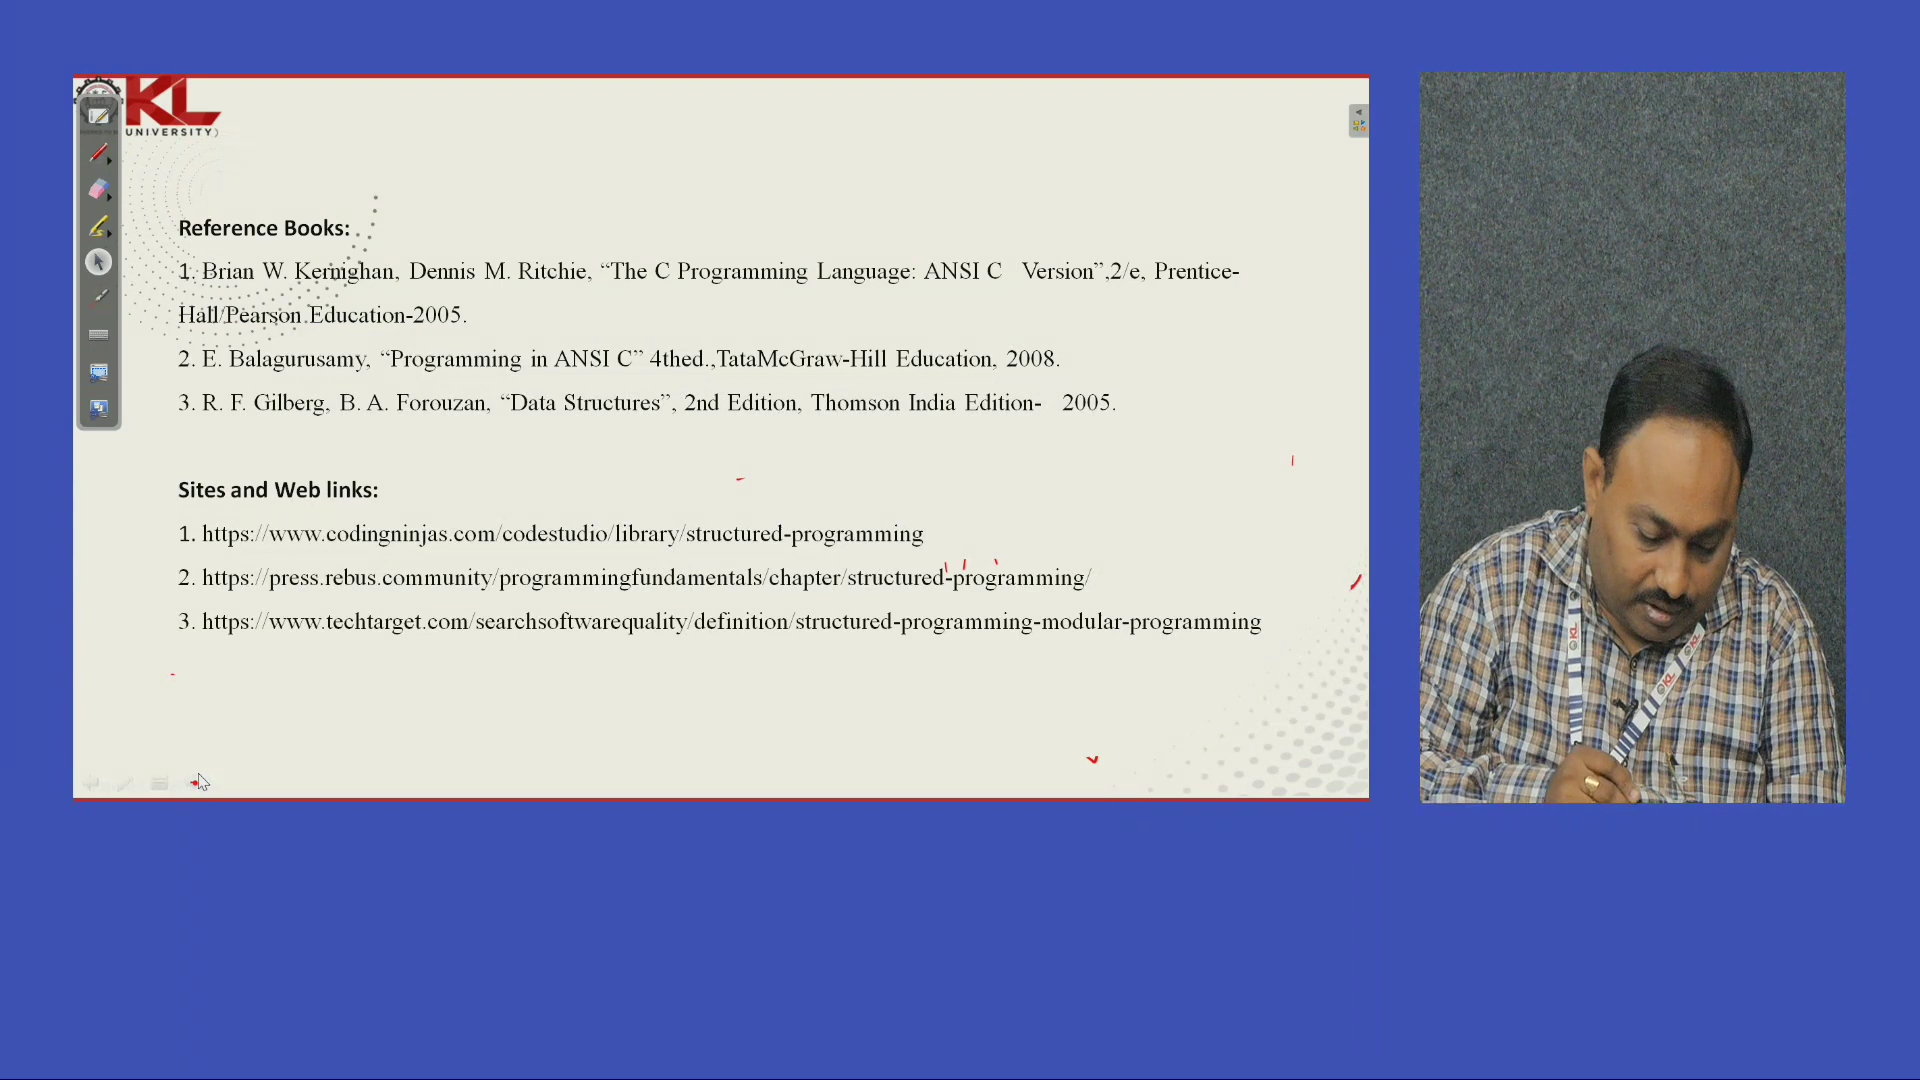 KL
UNIVERSITY)
Reference Books:
1. Brian W. Kernighan, Dennis M. Ritchie, “The C Programming Language: ANSI C Version”,2/e, Prentice-
Hall/Pearson Education-2005.
2. E. Balagurusamy, “Programming in ANSI C” 4thed.,TataMcGraw-Hill Education, 2008.
3. R. F. Gilberg, B. A. Forouzan, “Data Structures”, 2nd Edition, Thomson India Edition- 2005.
Sites and Web links:
1. https://www.codingninjas.com/codestudio/library/structured-programming
2. https://press.rebus.community/programmingfundamentals/chapter/structured-programming/
3. https://www.techtarget.com/searchsoftwarequality/definition/structured-programming-modular-programming
KL
KL